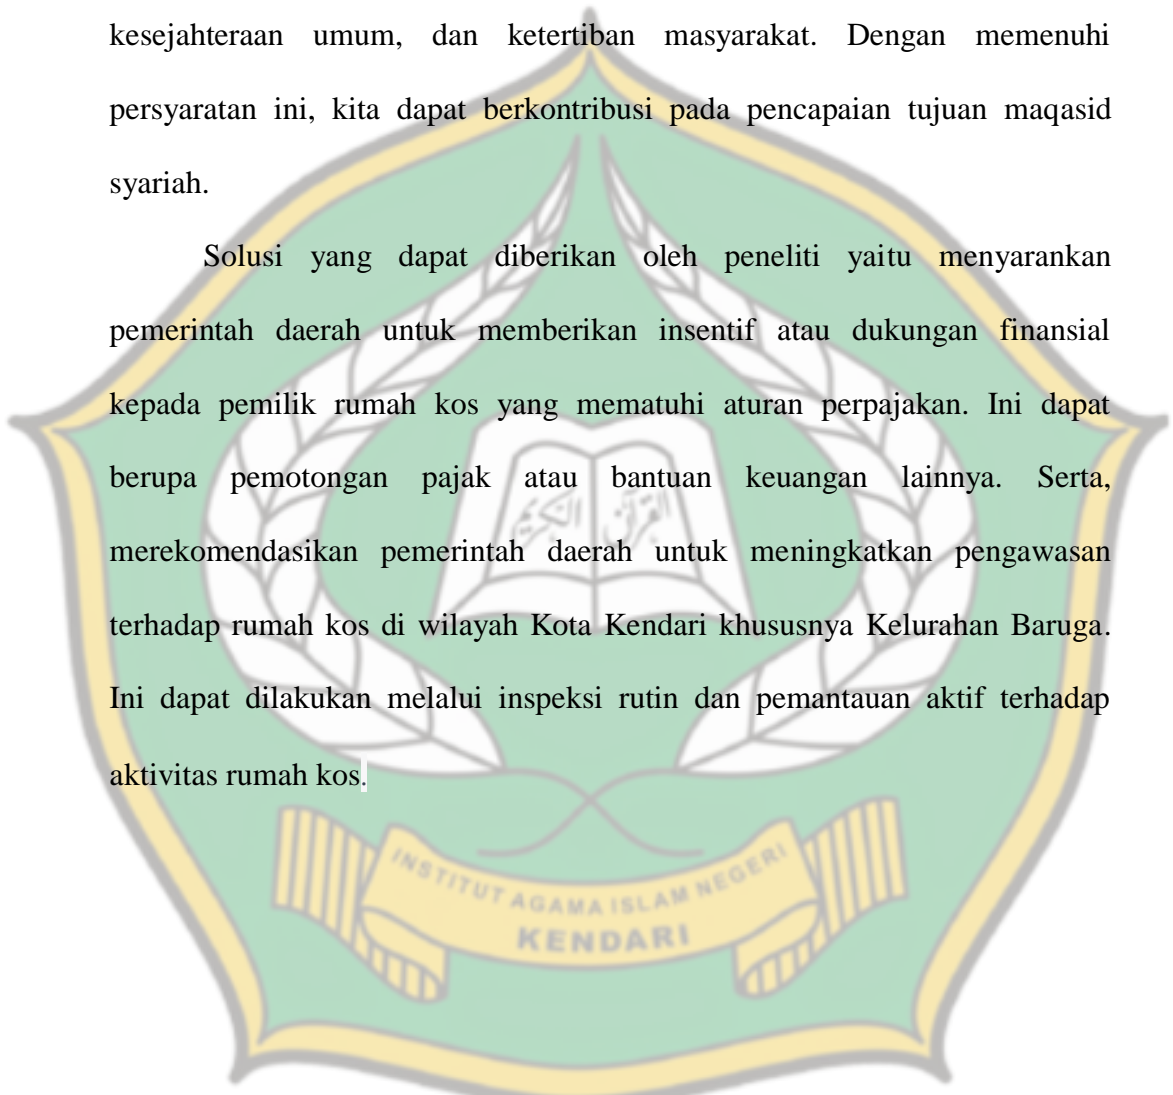 kesejahteraan umum, dan ketertiban masyarakat. Dengan memenuhi
persyaratan ini, kita dapat berkontribusi pada pencapaian tujuan maqasid
syariah.
Solusi yang dapat diberikan oleh peneliti yaitu menyarankan
pemerintah daerah untuk memberikan insentif atau dukungan finansial
kepada pemilik rumah kos yang mematuhi aturan perpajakan. Ini dapat
berupa pemotongan pajak atau bantuan keuangan lainnya. Serta,
القرآن الكريم
merekomendasikan pemerintah daerah untuk meningkatkan pengawasan
terhadap rumah kos di wilayah Kota Kendari khususnya Kelurahan Baruga.
Ini dapat dilakukan melalui inspeksi rutin dan pemantauan aktif terhadap
aktivitas rumah kos.
INSTITUT AGAMA ISLAM NEGERI
KENDARI